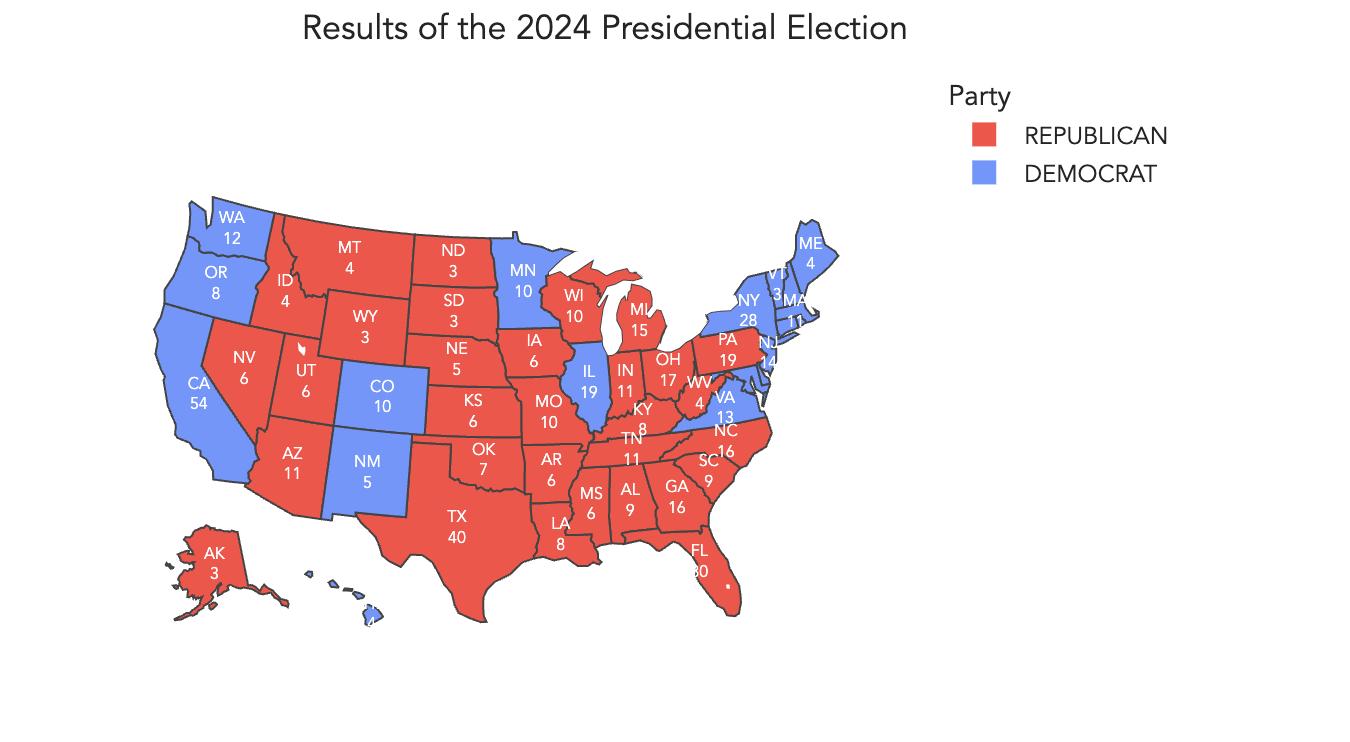 Results of the 2024 Presidential Election
Party
REPUBLICAN
DEMOCRAT
WA
12
OR
8
CA
54
NV
6
ID
4
MT
4
WY
3
UT
6
AZ
11
CO
10
NM
5
ND
3
SD
3
NE
5
KS
6
OK
7
TX
40
MN
10
IA
6
MO
10
AR
6
LA
8
WI
10
IL
19
MI
15
IN
11
OH
17
KY
8
TN
11
MS
6
AL
9
GA
16
FL
30
SC
9
NC
16
VA
13
WV
4
PA
19
NY
28
NJ
14
VT
3
MA
11
ME
4
AK
3
4